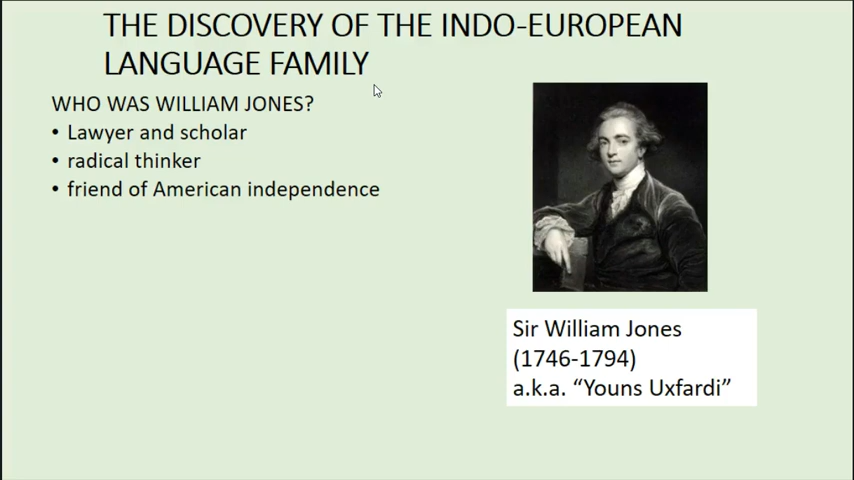 THE DISCOVERY OF THE INDO-EUROPEAN
LANGUAGE FAMILY
WHO WAS WILLIAM JONES?
• Lawyer and scholar
• radical thinker
• friend of American independence
Sir William Jones
(1746-1794)
a.k.a. “Youns Uxfardi”